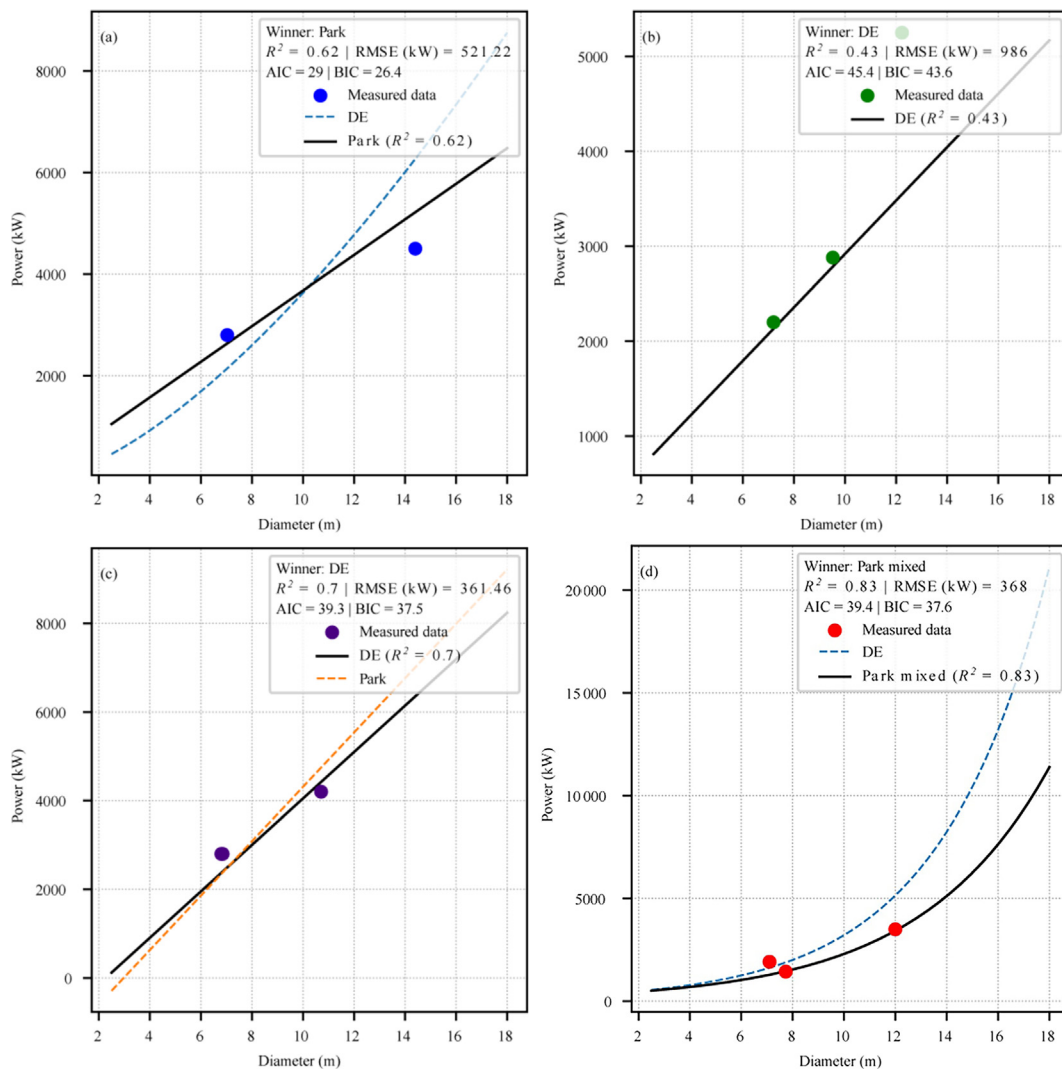 (a)
Winner: Park
R² = 0.62 | RMSE (kW) = 521.22
AIC = 29 | BIC = 26.4
Measured data
DE
Park (R² = 0.62)
8000
6000
4000
2000
Power (kW)
2 4 6 8 10 12 14 16 18
Diameter (m)
(b)
Winner: DE
R² = 0.43 | RMSE (kW) = 986
AIC = 45.4 | BIC = 43.6
Measured data
DE (R² = 0.43)
5000
4000
3000
2000
1000
Power (kW)
2 4 6 8 10 12 14 16 18
Diameter (m)
(c)
Winner: DE
R² = 0.7 | RMSE (kW) = 361.46
AIC = 39.3 | BIC = 37.5
Measured data
DE (R² = 0.7)
Park
8000
6000
4000
2000
0
Power (kW)
2 4 6 8 10 12 14 16 18
Diameter (m)
(d)
Winner: Park mixed
R² = 0.83 | RMSE (kW) = 368
AIC = 39.4 | BIC = 37.6
Measured data
DE
Park mixed (R² = 0.83)
20 000
15 000
10 000
5000
0
Power (kW)
2 4 6 8 10 12 14 16 18
Diameter (m)